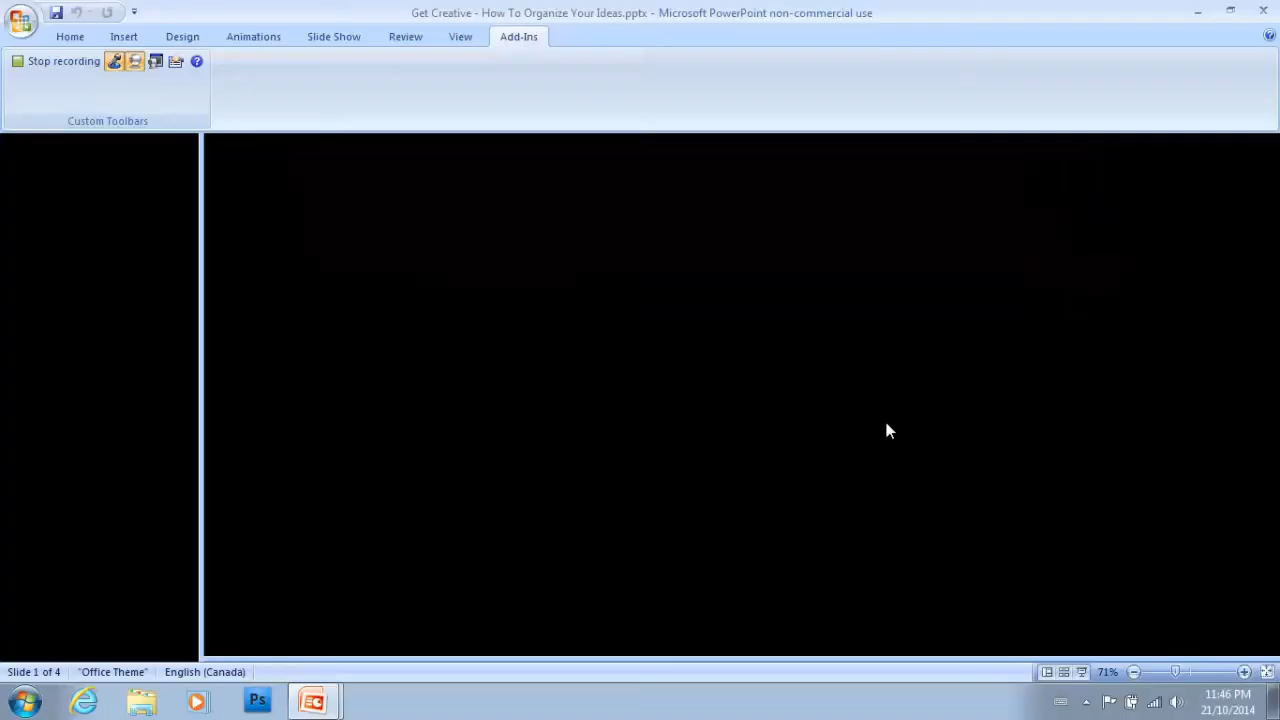 Get Creative - How To Organize Your Ideas.pptx - Microsoft PowerPoint non-commercial use
Home Insert Design Animations Slide Show Review View Add-Ins
Stop recording
Custom Toolbars
Slide 1 of 4 "Office Theme" English (Canada) 71%
Ps
11:46 PM
21/10/2014